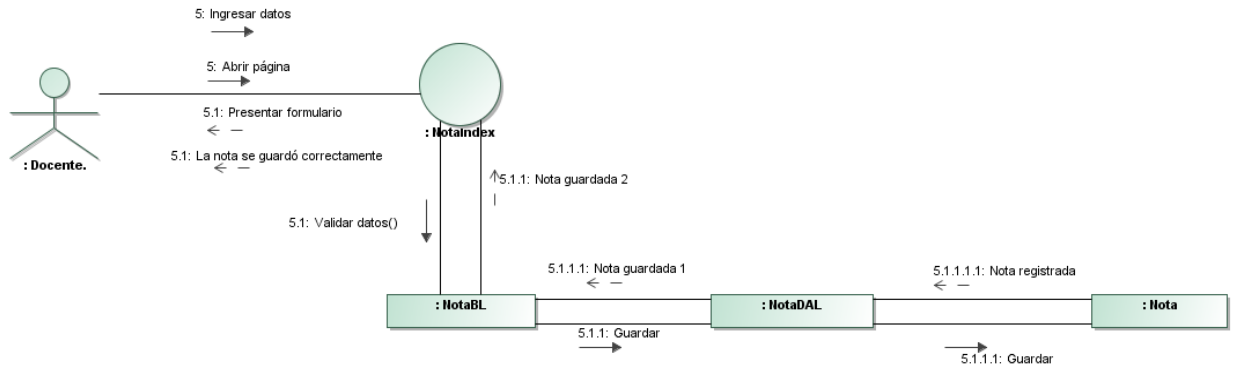 5: Ingresar datos
5: Abrir página
5.1: Presentar formulario
: NotaIndex
5.1: La nota se guardó correctamente
: Docente.
5.1.1: Nota guardada 2
5.1: Validar datos()
5.1.1.1: Nota guardada 1
5.1.1.1.1: Nota registrada
: NotaBL
: NotaDAL
: Nota
5.1.1: Guardar
5.1.1.1: Guardar